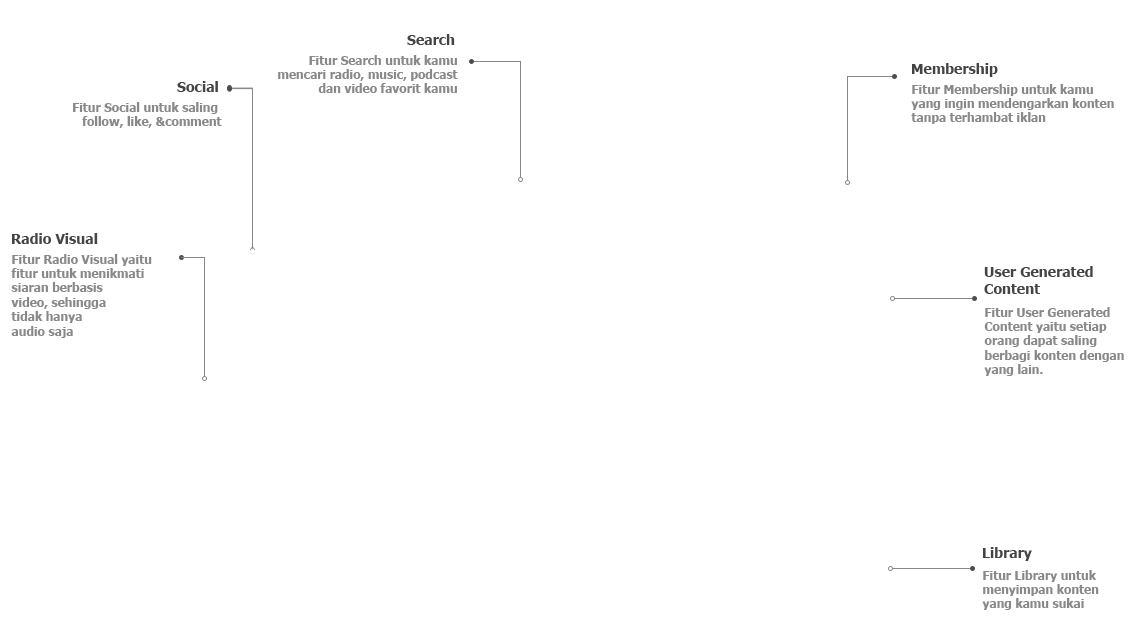 Search
Fitur Search untuk kamu
mencari radio, music, podcast
dan video favorit kamu
Social
Fitur Social untuk saling
follow, like, &comment
Membership
Fitur Membership untuk kamu
yang ingin mendengarkan konten
tanpa terhambat iklan
Radio Visual
Fitur Radio Visual yaitu
fitur untuk menikmati
siaran berbasis
video, sehingga
tidak hanya
audio saja
User Generated
Content
Fitur User Generated
Content yaitu setiap
orang dapat saling
berbagi konten dengan
yang lain.
Library
Fitur Library untuk
menyimpan konten
yang kamu sukai